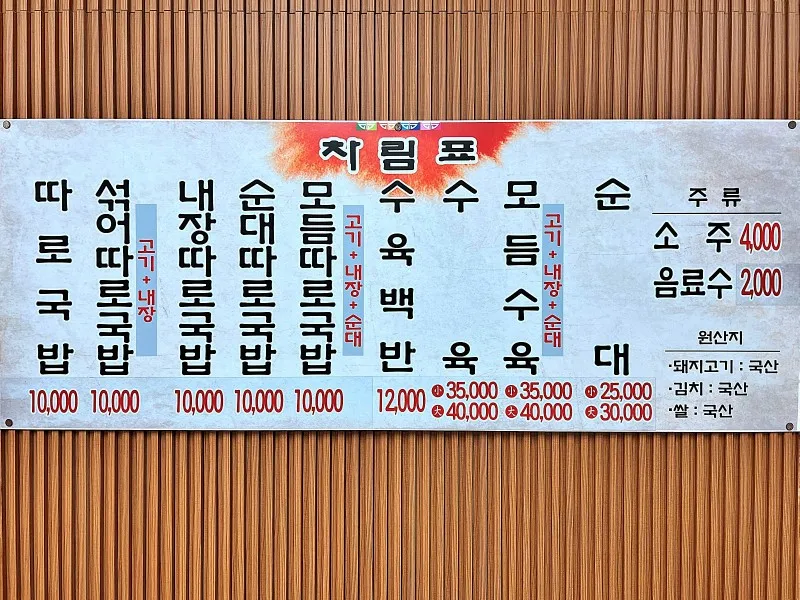 차림표
따로국밥
10,000
섞어따로국밥
고기+내장
10,000
내장따로국밥
10,000
순대따로국밥
10,000
모듬따로국밥
고기+내장+순대
10,000
수육백반
12,000
수육
小 35,000
大 40,000
모듬수육
고기+내장+순대
小 35,000
大 40,000
순대
小 25,000
大 30,000
주류
소주 4,000
음료수 2,000
원산지
·돼지고기 : 국산
·김치 : 국산
·쌀 : 국산